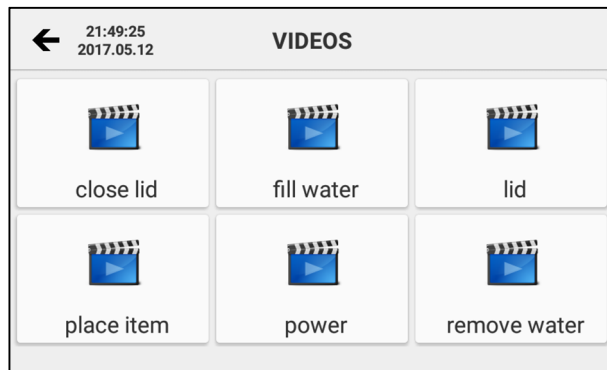 21:49:25
2017.05.12
VIDEOS
close lid
fill water
lid
place item
power
remove water